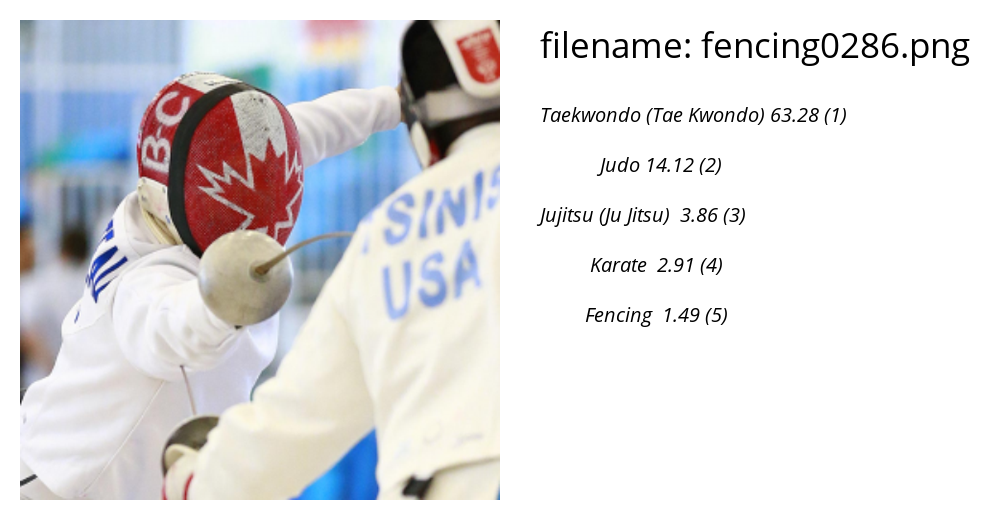 filename: fencing0286.png
Taekwondo (Tae Kwondo) 63.28 (1)
Judo 14.12 (2)
Jujitsu (Ju Jitsu) 3.86 (3)
Karate 2.91 (4)
Fencing 1.49 (5)
B-C
TSINIS
USA